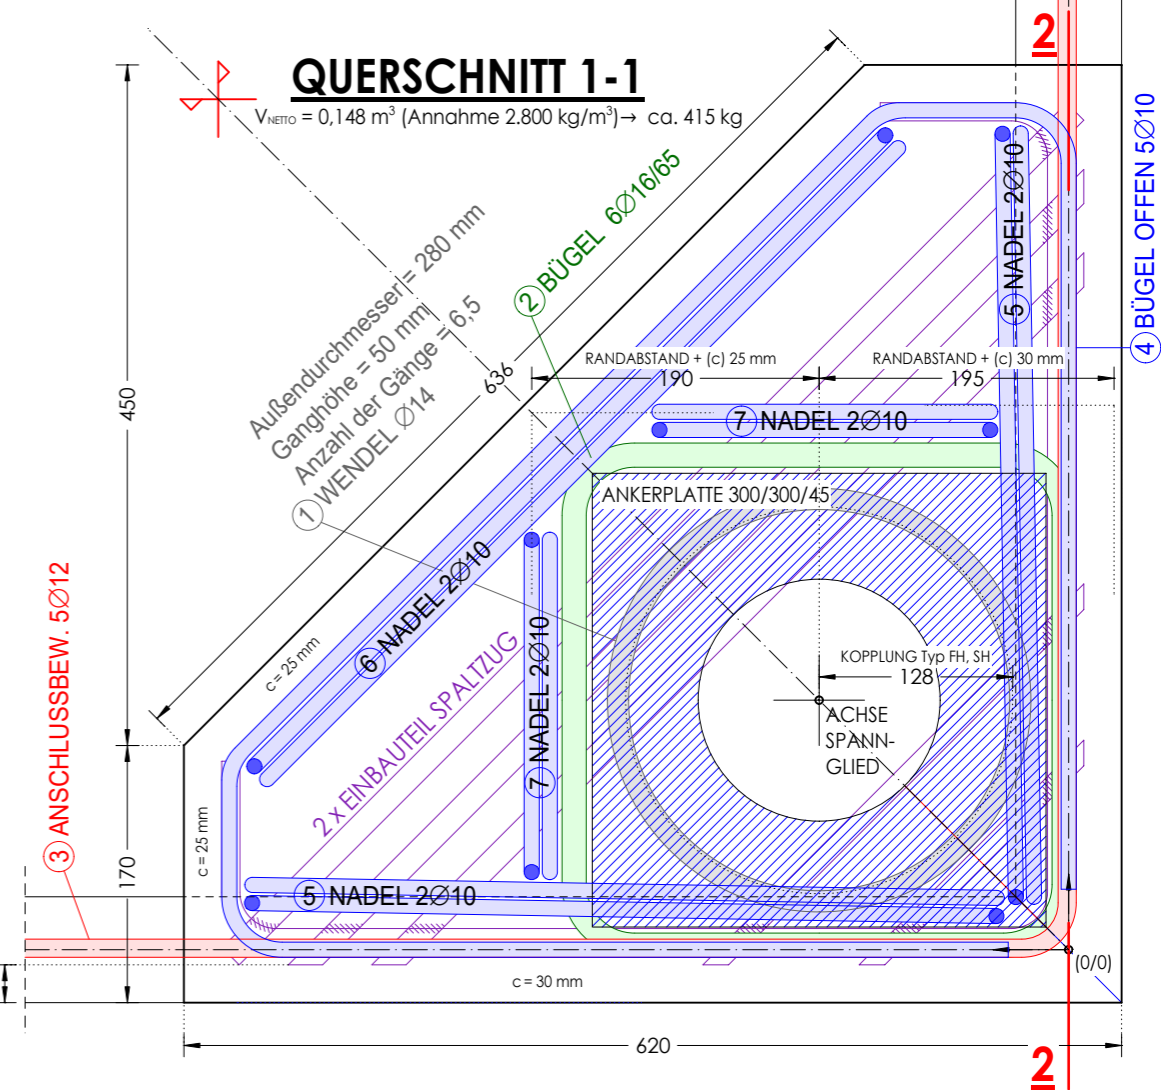 2
QUERSCHNITT 1-1
VNETTO = 0,148 m³ (Annahme 2.800 kg/m³)→ ca. 415 kg
Außendurchmesser = 280 mm
Ganghöhe = 50 mm
Anzahl der Gänge = 6,5
1 WENDEL Ø14
2 BÜGEL 6Ø16/65
5 NADEL 2Ø10
4 BÜGEL OFFEN 5Ø10
450
636
RANDABSTAND + (c) 25 mm
190
RANDABSTAND + (c) 30 mm
195
7 NADEL 2Ø10
ANKERPLATTE 300/300/45
6 NADEL 2Ø10
c = 25 mm
2 x EINBAUTEIL SPALTZUG
7 NADEL 2Ø10
KOPPLUNG Typ FH, SH
128
ACHSE
SPANN-
GLIED
3 ANSCHLUSSBEW. 5Ø12
170
c = 25 mm
5 NADEL 2Ø10
c = 30 mm
(0/0)
620
2